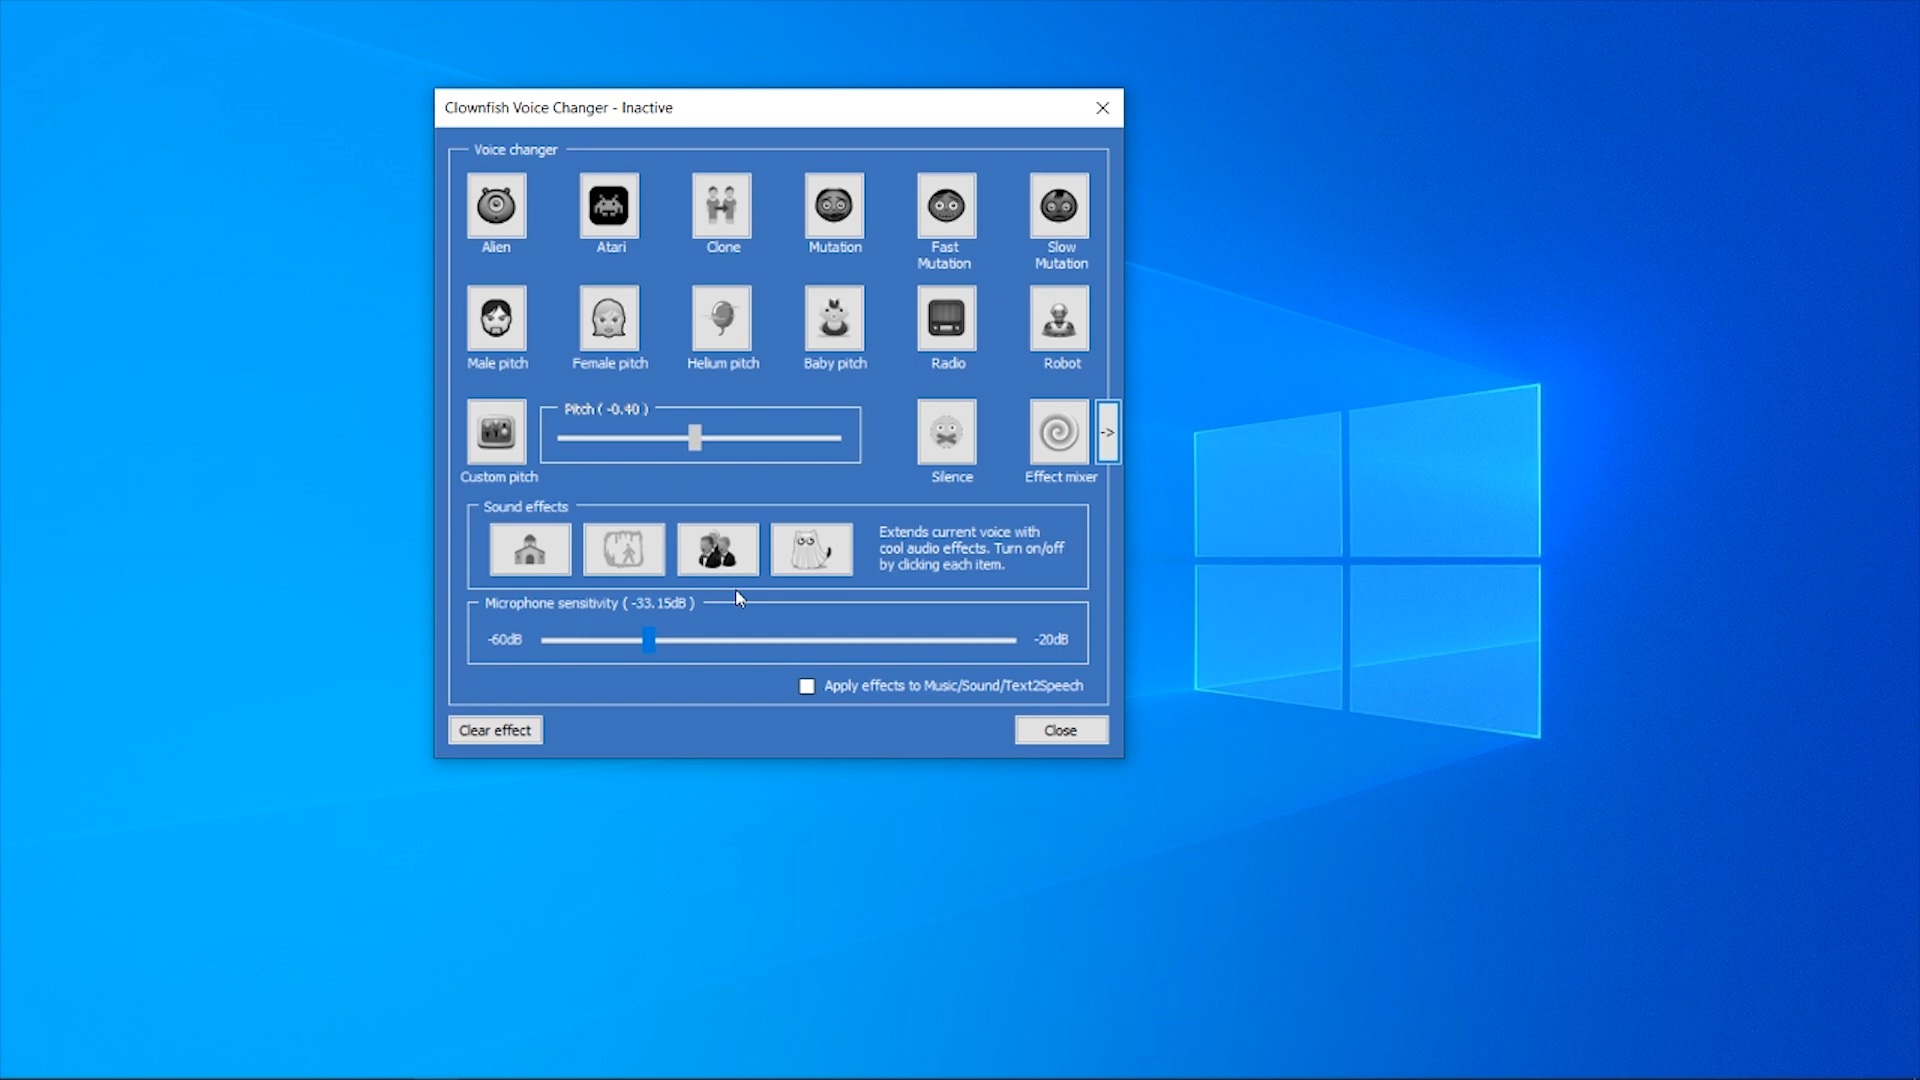 Clownfish Voice Changer - Inactive
Voice changer
Alien
Atari
Clone
Mutation
Fast
Mutation
Slow
Mutation
Male pitch
Female pitch
Helium pitch
Baby pitch
Radio
Robot
Pitch ( -0.40 )
->
Custom pitch
Silence
Effect mixer
Sound effects
Extends current voice with
cool audio effects. Turn on/off
by clicking each item.
Microphone sensitivity ( -33.15dB )
-60dB
-20dB
Apply effects to Music/Sound/Text2Speech
Clear effect
Close